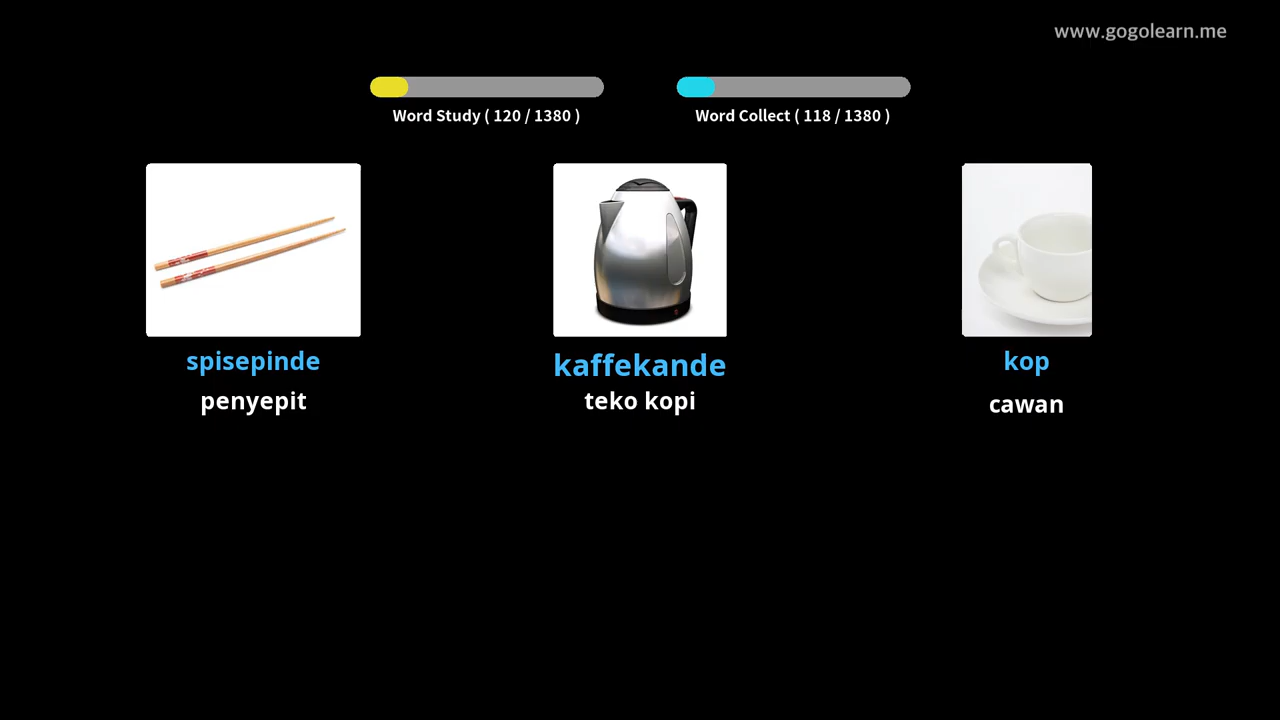 www.gogolearn.me
Word Study ( 120 / 1380 )
Word Collect ( 118 / 1380 )
spisepinde
penyepit
kaffekande
teko kopi
kop
cawan